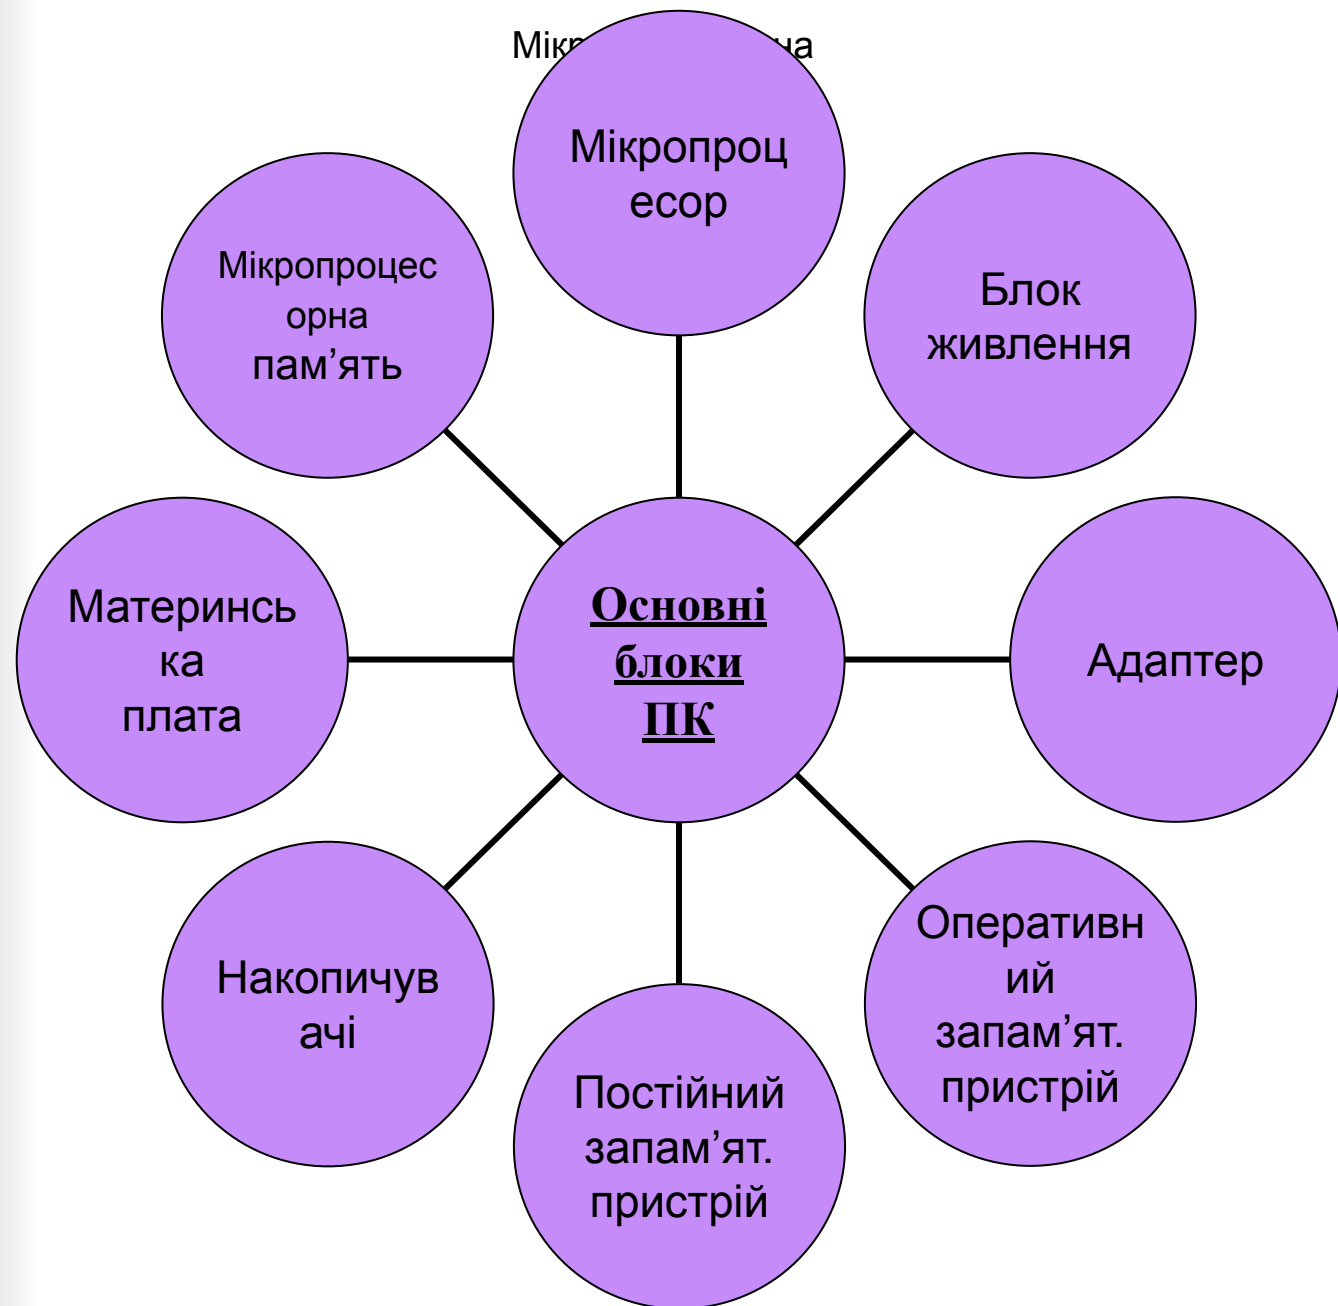 Мікропроц
есор
Блок
живлення
Адаптер
Оперативн
ий
запам’ят.
пристрій
Постійний
запам’ят.
пристрій
Накопичув
ачі
Материнсь
ка
плата
Мікропроцес
орна
пам’ять
Основні
блоки
ПК